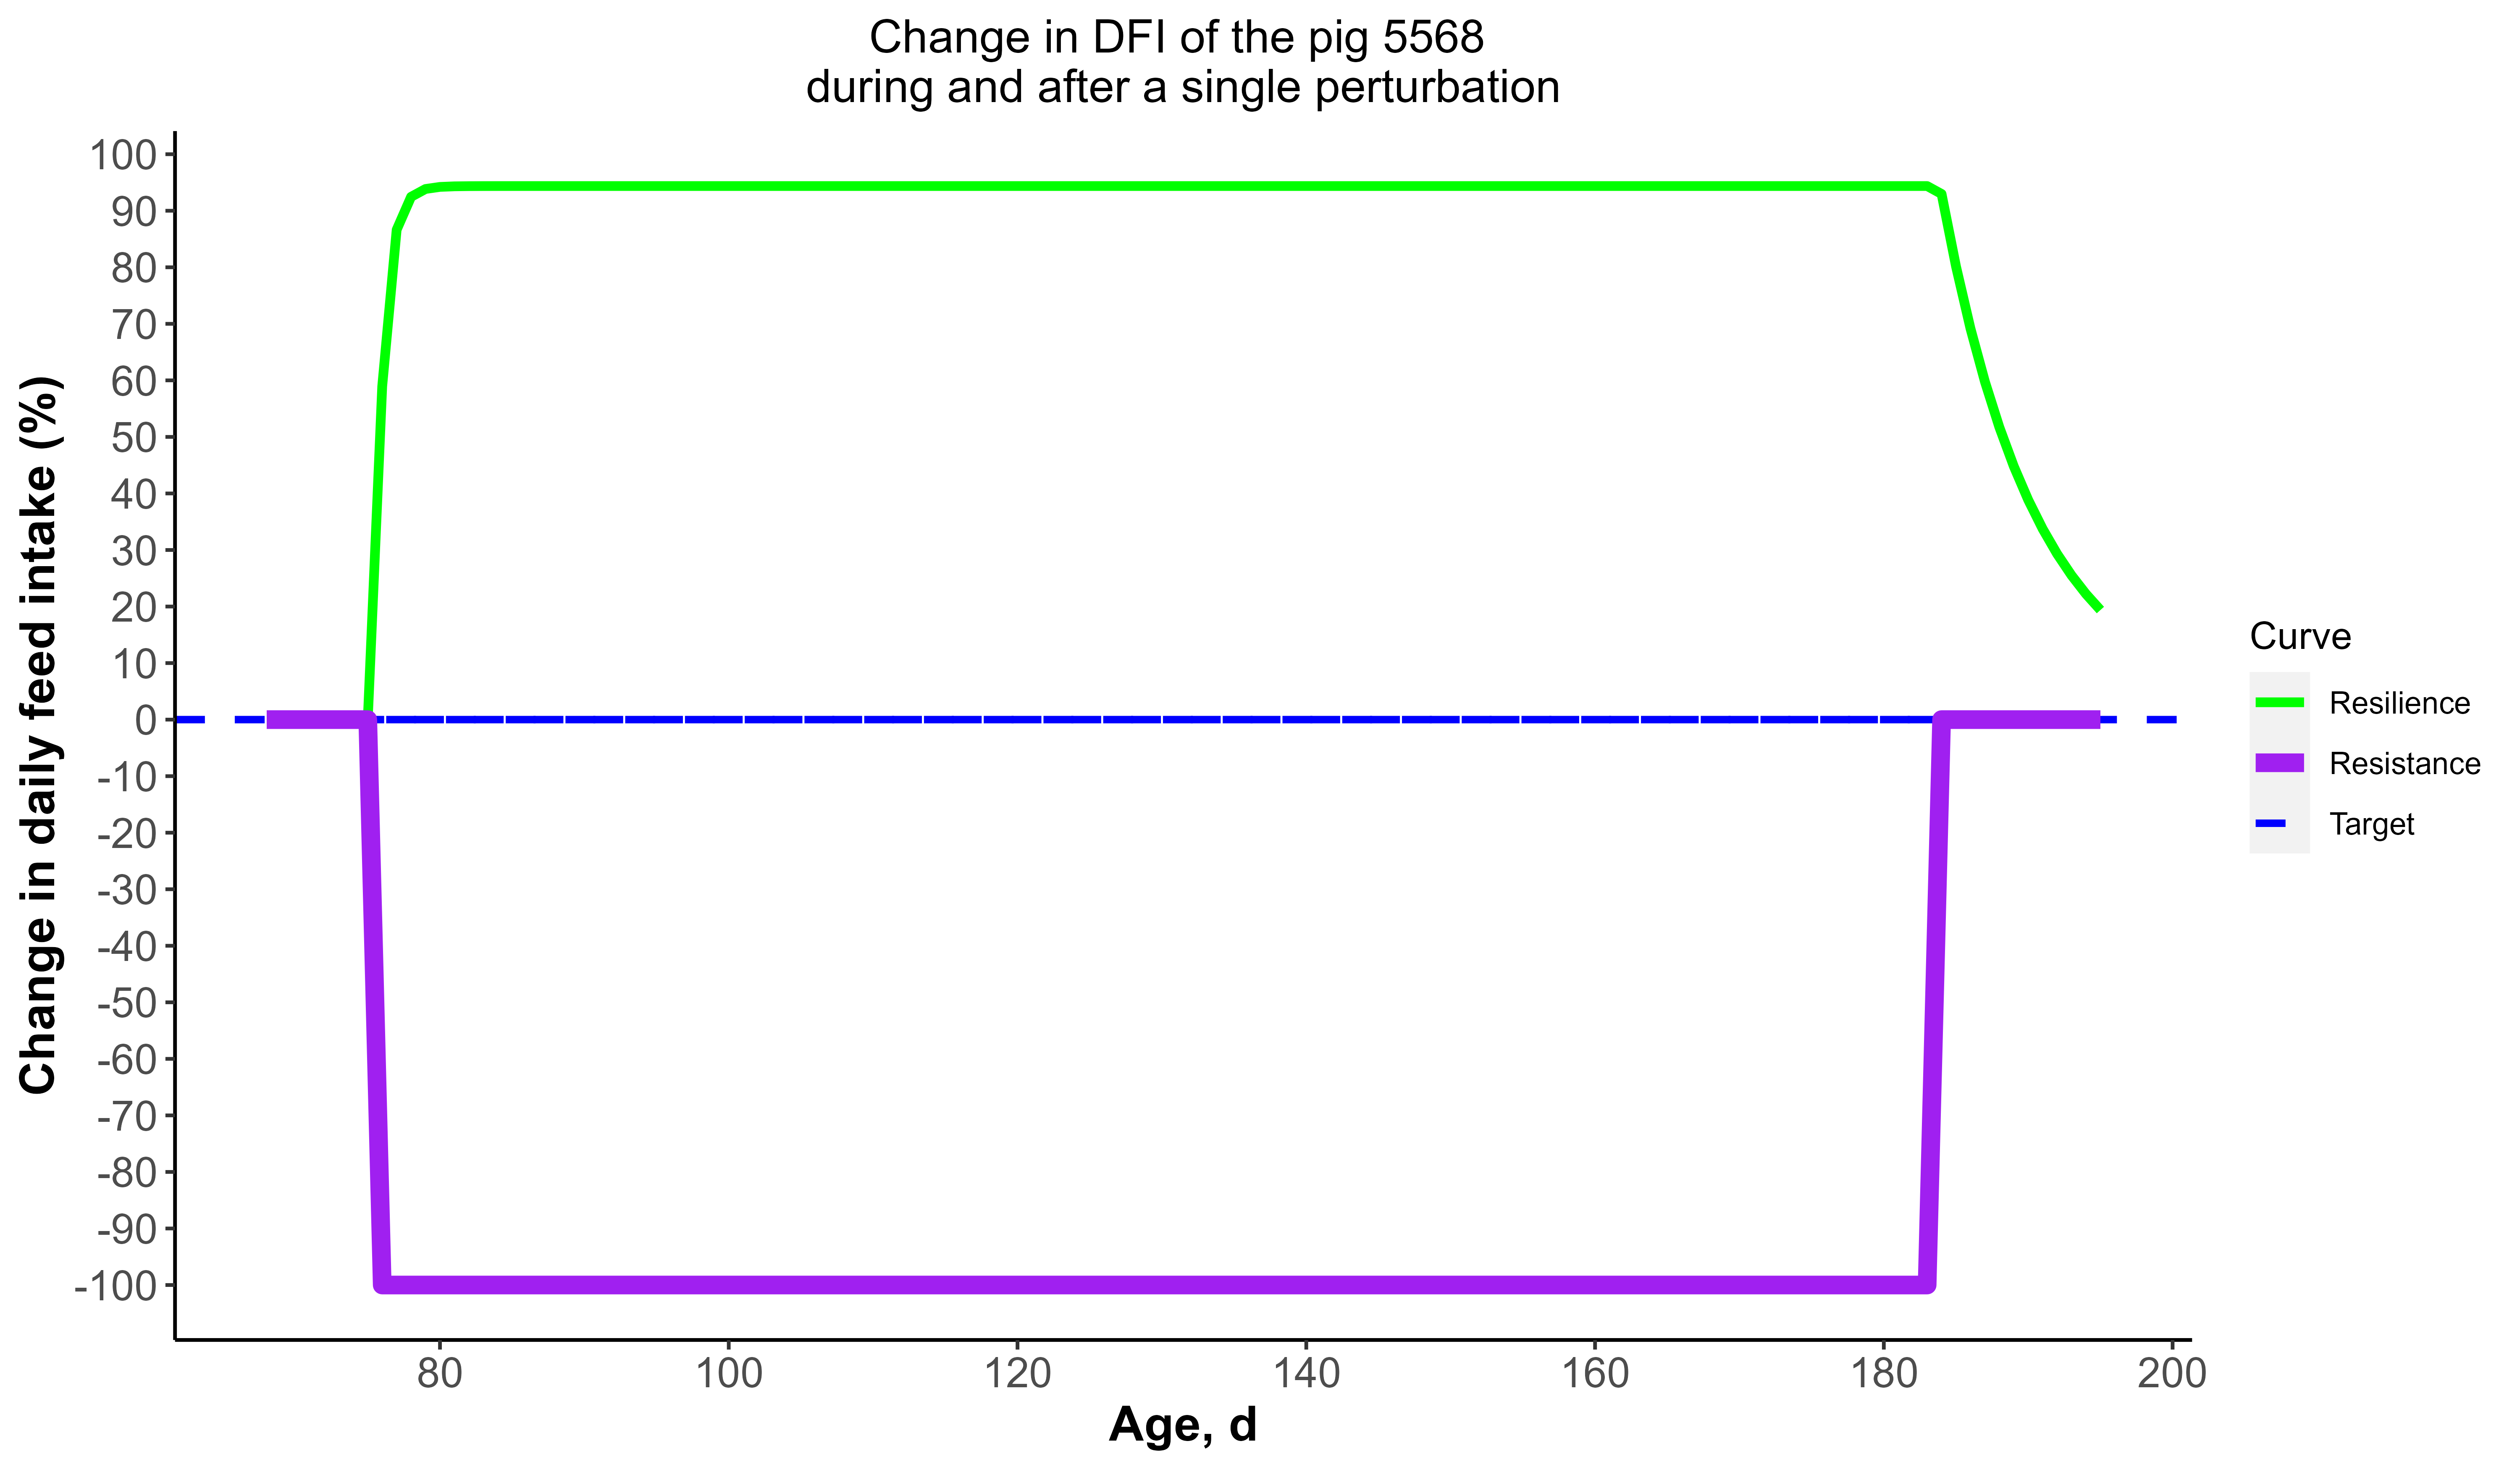 Change in DFI of the pig 5568
during and after a single perturbation
Change in daily feed intake (%)
100
90
80
70
60
50
40
30
20
10
0
-10
-20
-30
-40
-50
-60
-70
-80
-90
-100
80 100 120 140 160 180 200
Age, d
Curve
Resilience
Resistance
Target